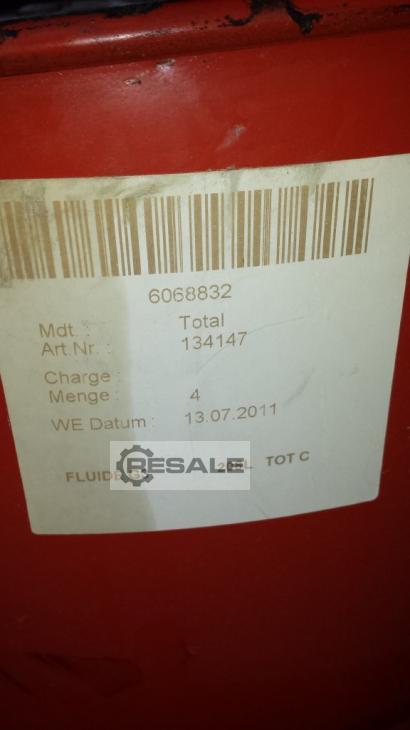 6068832
Mdt. : Total
Art.Nr. : 134147
Charge :
Menge : 4
WE Datum : 13.07.2011
RESALE
TOT C